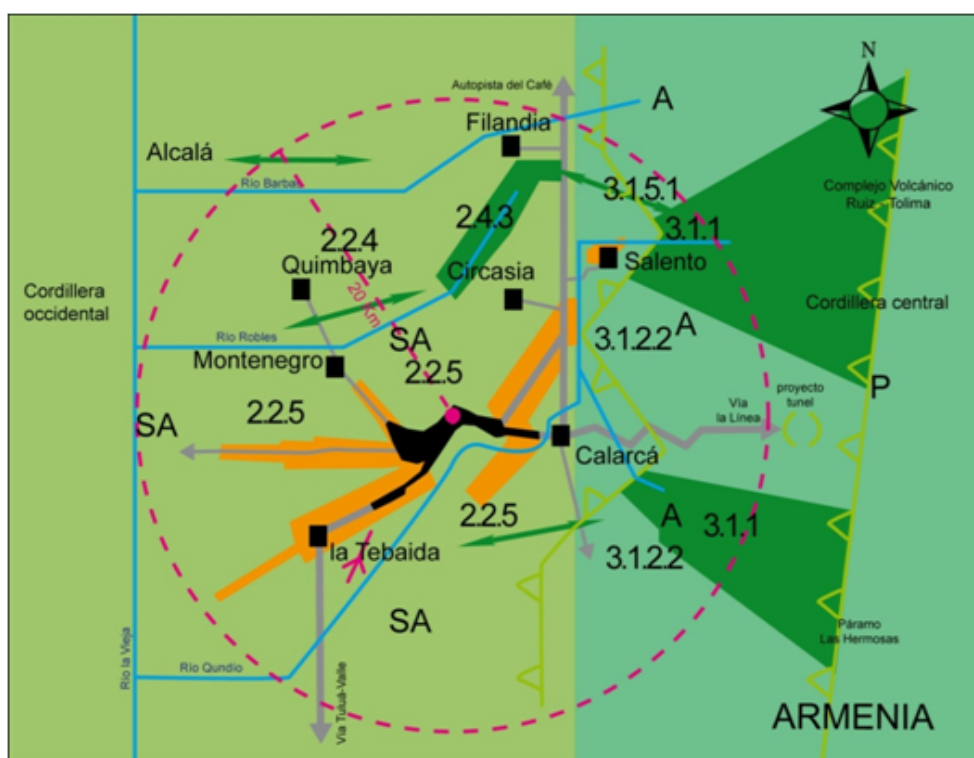 N
Autopista del Café
A
Filandia
Alcalá
Río Barbas
3.1.5.1
Complejo Volcánico
Ruiz - Tolima
2.4.3
3.1.1
2.2.4
Quimbaya
Circasia
Salento
Cordillera
occidental
20 Km.
Cordillera central
Río Robles
SA
3.1.2.2
A
Montenegro
2.2.5
P
proyecto
tunel
Vía
la Línea
2.2.5
SA
Calarcá
2.2.5
A
3.1.1
la Tebaida
3.1.2.2
SA
Páramo
Las Hermosas
Río la Vieja
Río Qundío
Vía Tuluá-Valle
ARMENIA